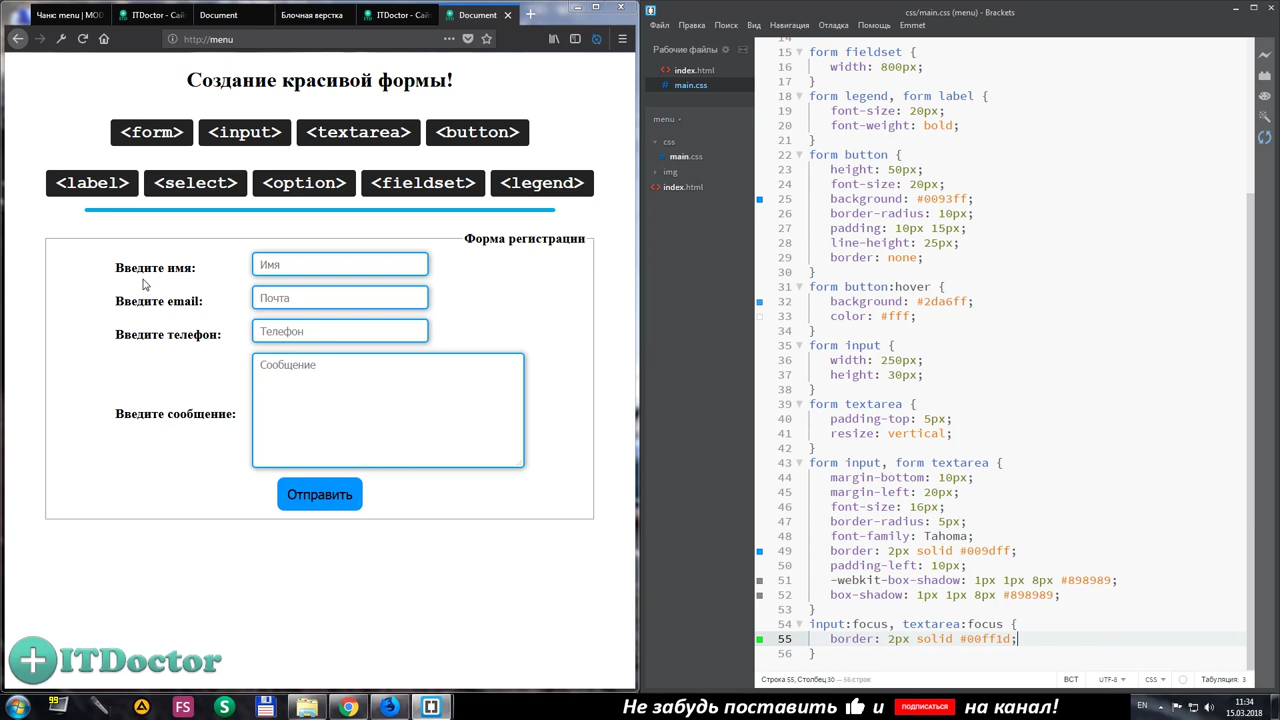 Чанк: menu | MOD
ITDoctor - Сайт
Document
Блочная верстка
ITDoctor - Сайт
Document
http://menu
Создание красивой формы!
<form> <input> <textarea> <button>
<label> <select> <option> <fieldset> <legend>
Форма регистрации
Введите имя:
Имя
Введите email:
Почта
Введите телефон:
Телефон
Введите сообщение:
Сообщение
Отправить
ITDoctor
css/main.css (menu) - Brackets
Файл Правка Поиск Вид Навигация Отладка Помощь Emmet
Рабочие файлы
index.html
main.css
menu
css
main.css
img
index.html
14
15 form fieldset {
16 width: 800px;
17 }
18 form legend, form label {
19 font-size: 20px;
20 font-weight: bold;
21 }
22 form button {
23 height: 50px;
24 font-size: 20px;
25 background: #0093ff;
26 border-radius: 10px;
27 padding: 10px 15px;
28 line-height: 25px;
29 border: none;
30 }
31 form button:hover {
32 background: #2da6ff;
33 color: #fff;
34 }
35 form input {
36 width: 250px;
37 height: 30px;
38 }
39 form textarea {
40 padding-top: 5px;
41 resize: vertical;
42 }
43 form input, form textarea {
44 margin-bottom: 10px;
45 margin-left: 20px;
46 font-size: 16px;
47 border-radius: 5px;
48 font-family: Tahoma;
49 border: 2px solid #009dff;
50 padding-left: 10px;
51 -webkit-box-shadow: 1px 1px 8px #898989;
52 box-shadow: 1px 1px 8px #898989;
53 }
54 input:focus, textarea:focus {
55 border: 2px solid #00ff1d;
56 }
Строка 55, Столбец 30 — 56 строк
ВСТ UTF-8 CSS Табуляция: 3
Не забудь поставить и ПОДПИСАТЬСЯ на канал!
EN
11:34
15.03.2018